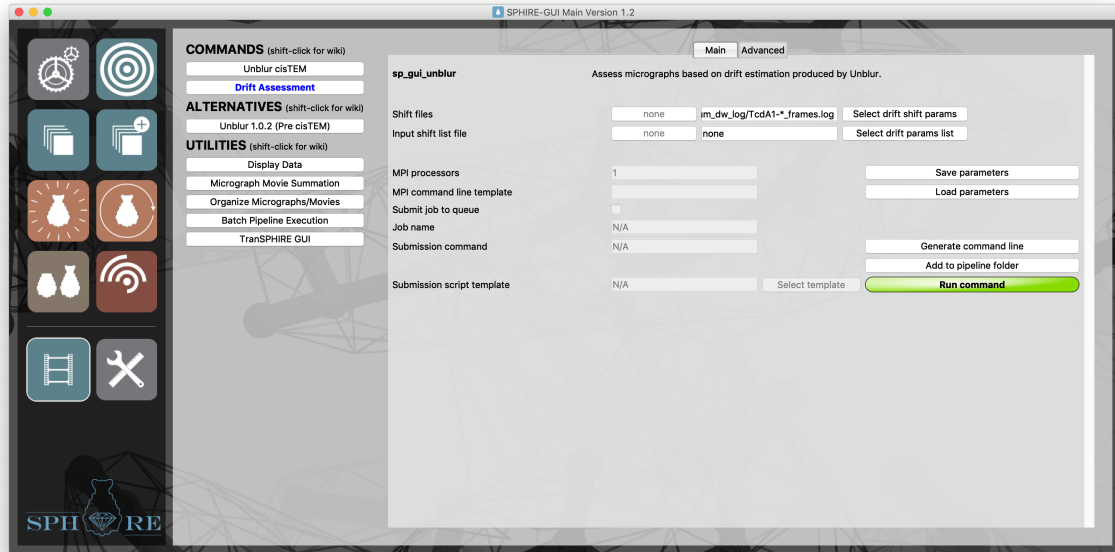 SPHIRE-GUI Main Version 1.2
COMMANDS (shift-click for wiki)
Unblur cisTEM
Drift Assessment
ALTERNATIVES (shift-click for wiki)
Unblur 1.0.2 (Pre cisTEM)
UTILITIES (shift-click for wiki)
Display Data
Micrograph Movie Summation
Organize Micrographs/Movies
Batch Pipeline Execution
TranSPHIRE GUI
Main Advanced
sp_gui_unblur Assess micrographs based on drift estimation produced by Unblur.
Shift files none ım_dw_log/TcdA1-*_frames.log Select drift shift params
Input shift list file none none Select drift params list
MPI processors 1 Save parameters
MPI command line template Load parameters
Submit job to queue
Job name N/A
Submission command N/A Generate command line
Add to pipeline folder
Submission script template N/A Select template Run command
SPHIRE